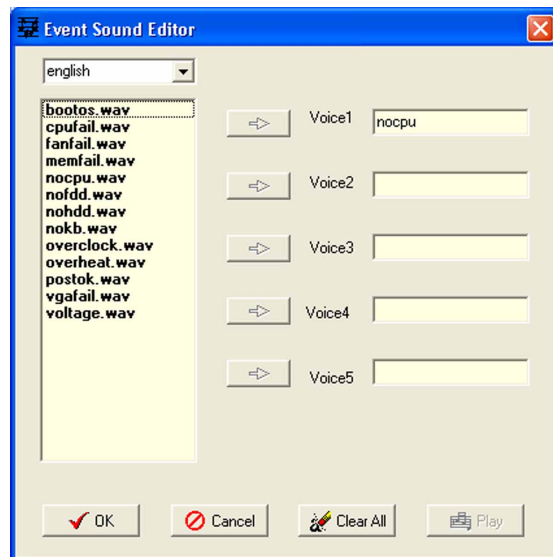 Event Sound Editor
english
bootos.wav
cpufail.wav
fanfail.wav
memfail.wav
nocpu.wav
nofdd.wav
nohdd.wav
nokb.wav
overclock.wav
overheat.wav
postok.wav
vgafail.wav
voltage.wav
Voice1 nocpu
Voice2
Voice3
Voice4
Voice5
OK Cancel Clear All Play